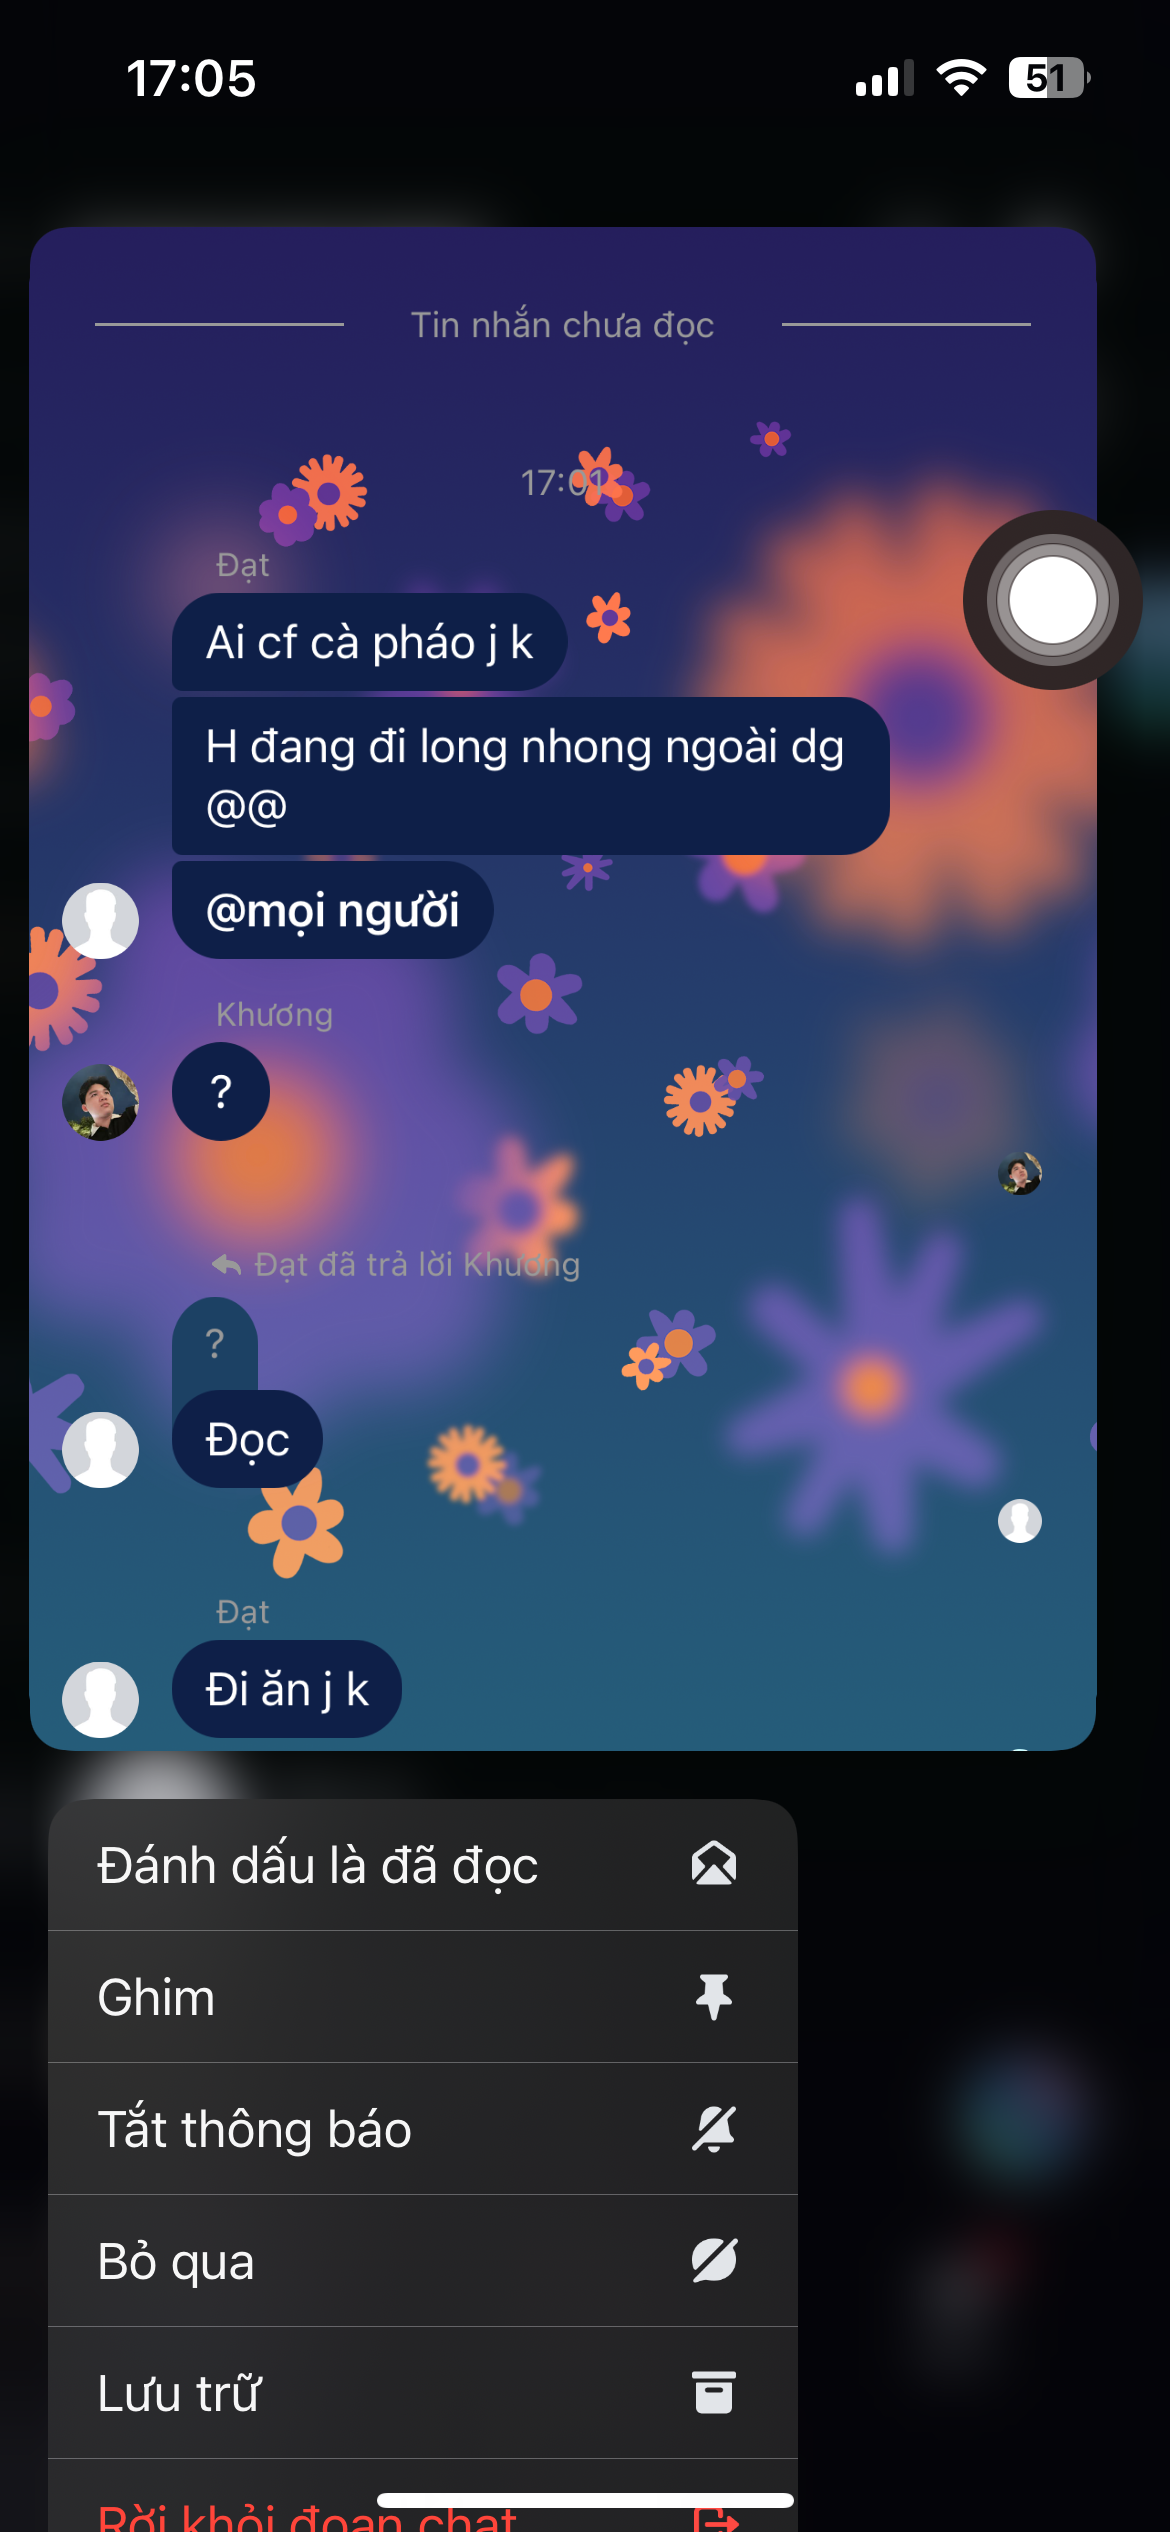 17:05
51
Tin nhắn chưa đọc
17:01
Đạt
Ai cf cà pháo j k
H đang đi long nhong ngoài dg
@@
@mọi người
Khương
?
Đạt đã trả lời Khương
?
Đọc
Đạt
Đi ăn j k
Đánh dấu là đã đọc
Ghim
Tắt thông báo
Bỏ qua
Lưu trữ
Rời khỏi đoạn chat